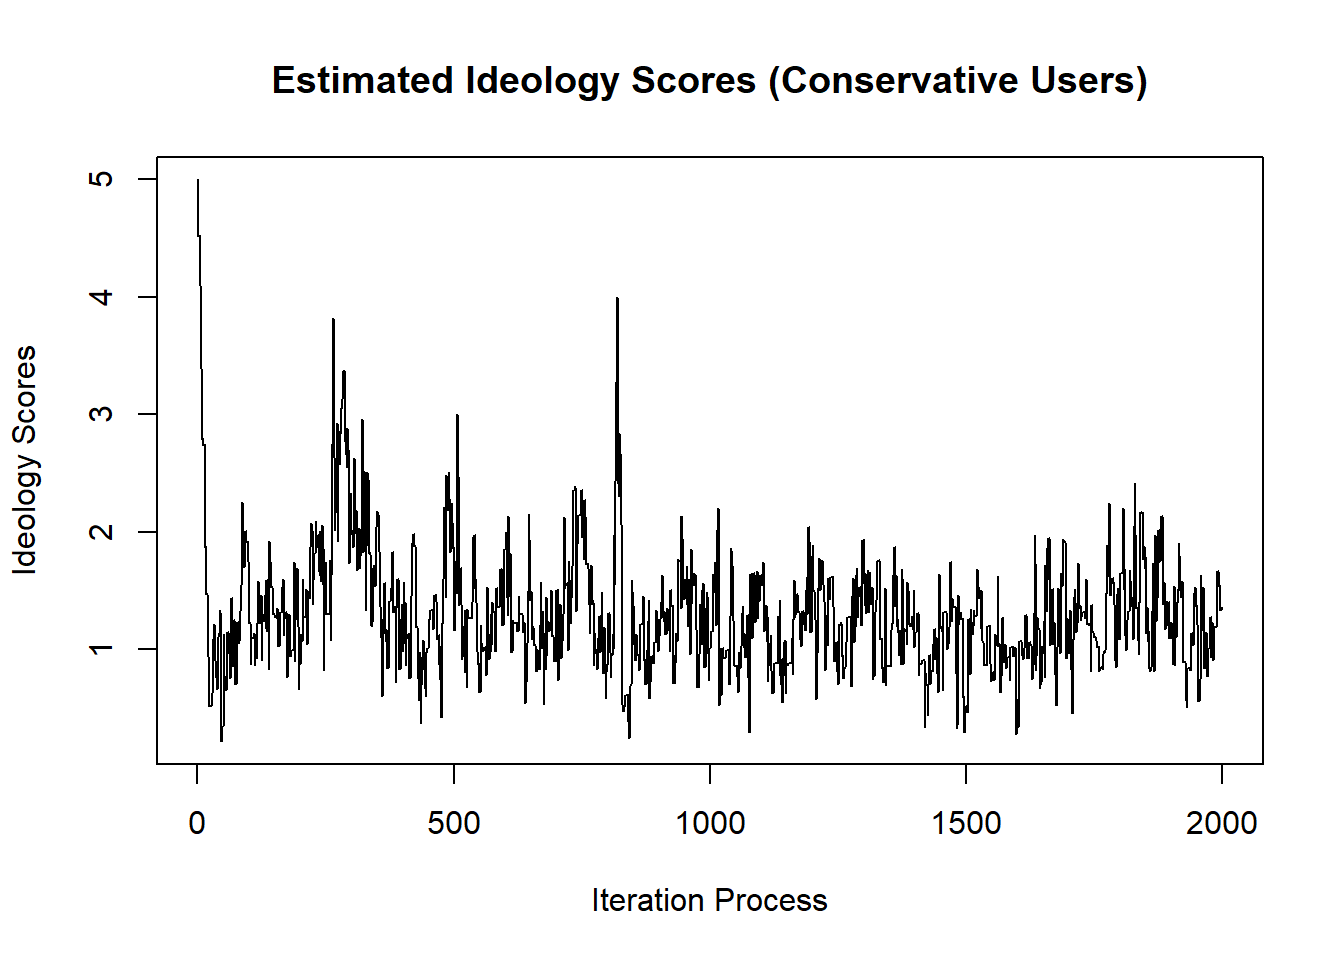 Estimated Ideology Scores (Conservative Users)
5
4
3
2
1
Ideology Scores
0 500 1000 1500 2000
Iteration Process